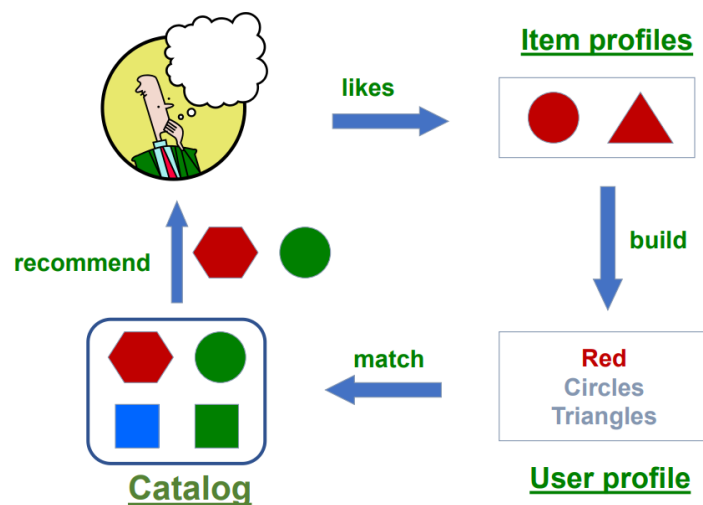 Item profiles
likes
build
recommend
match
Red
Circles
Triangles
User profile
Catalog